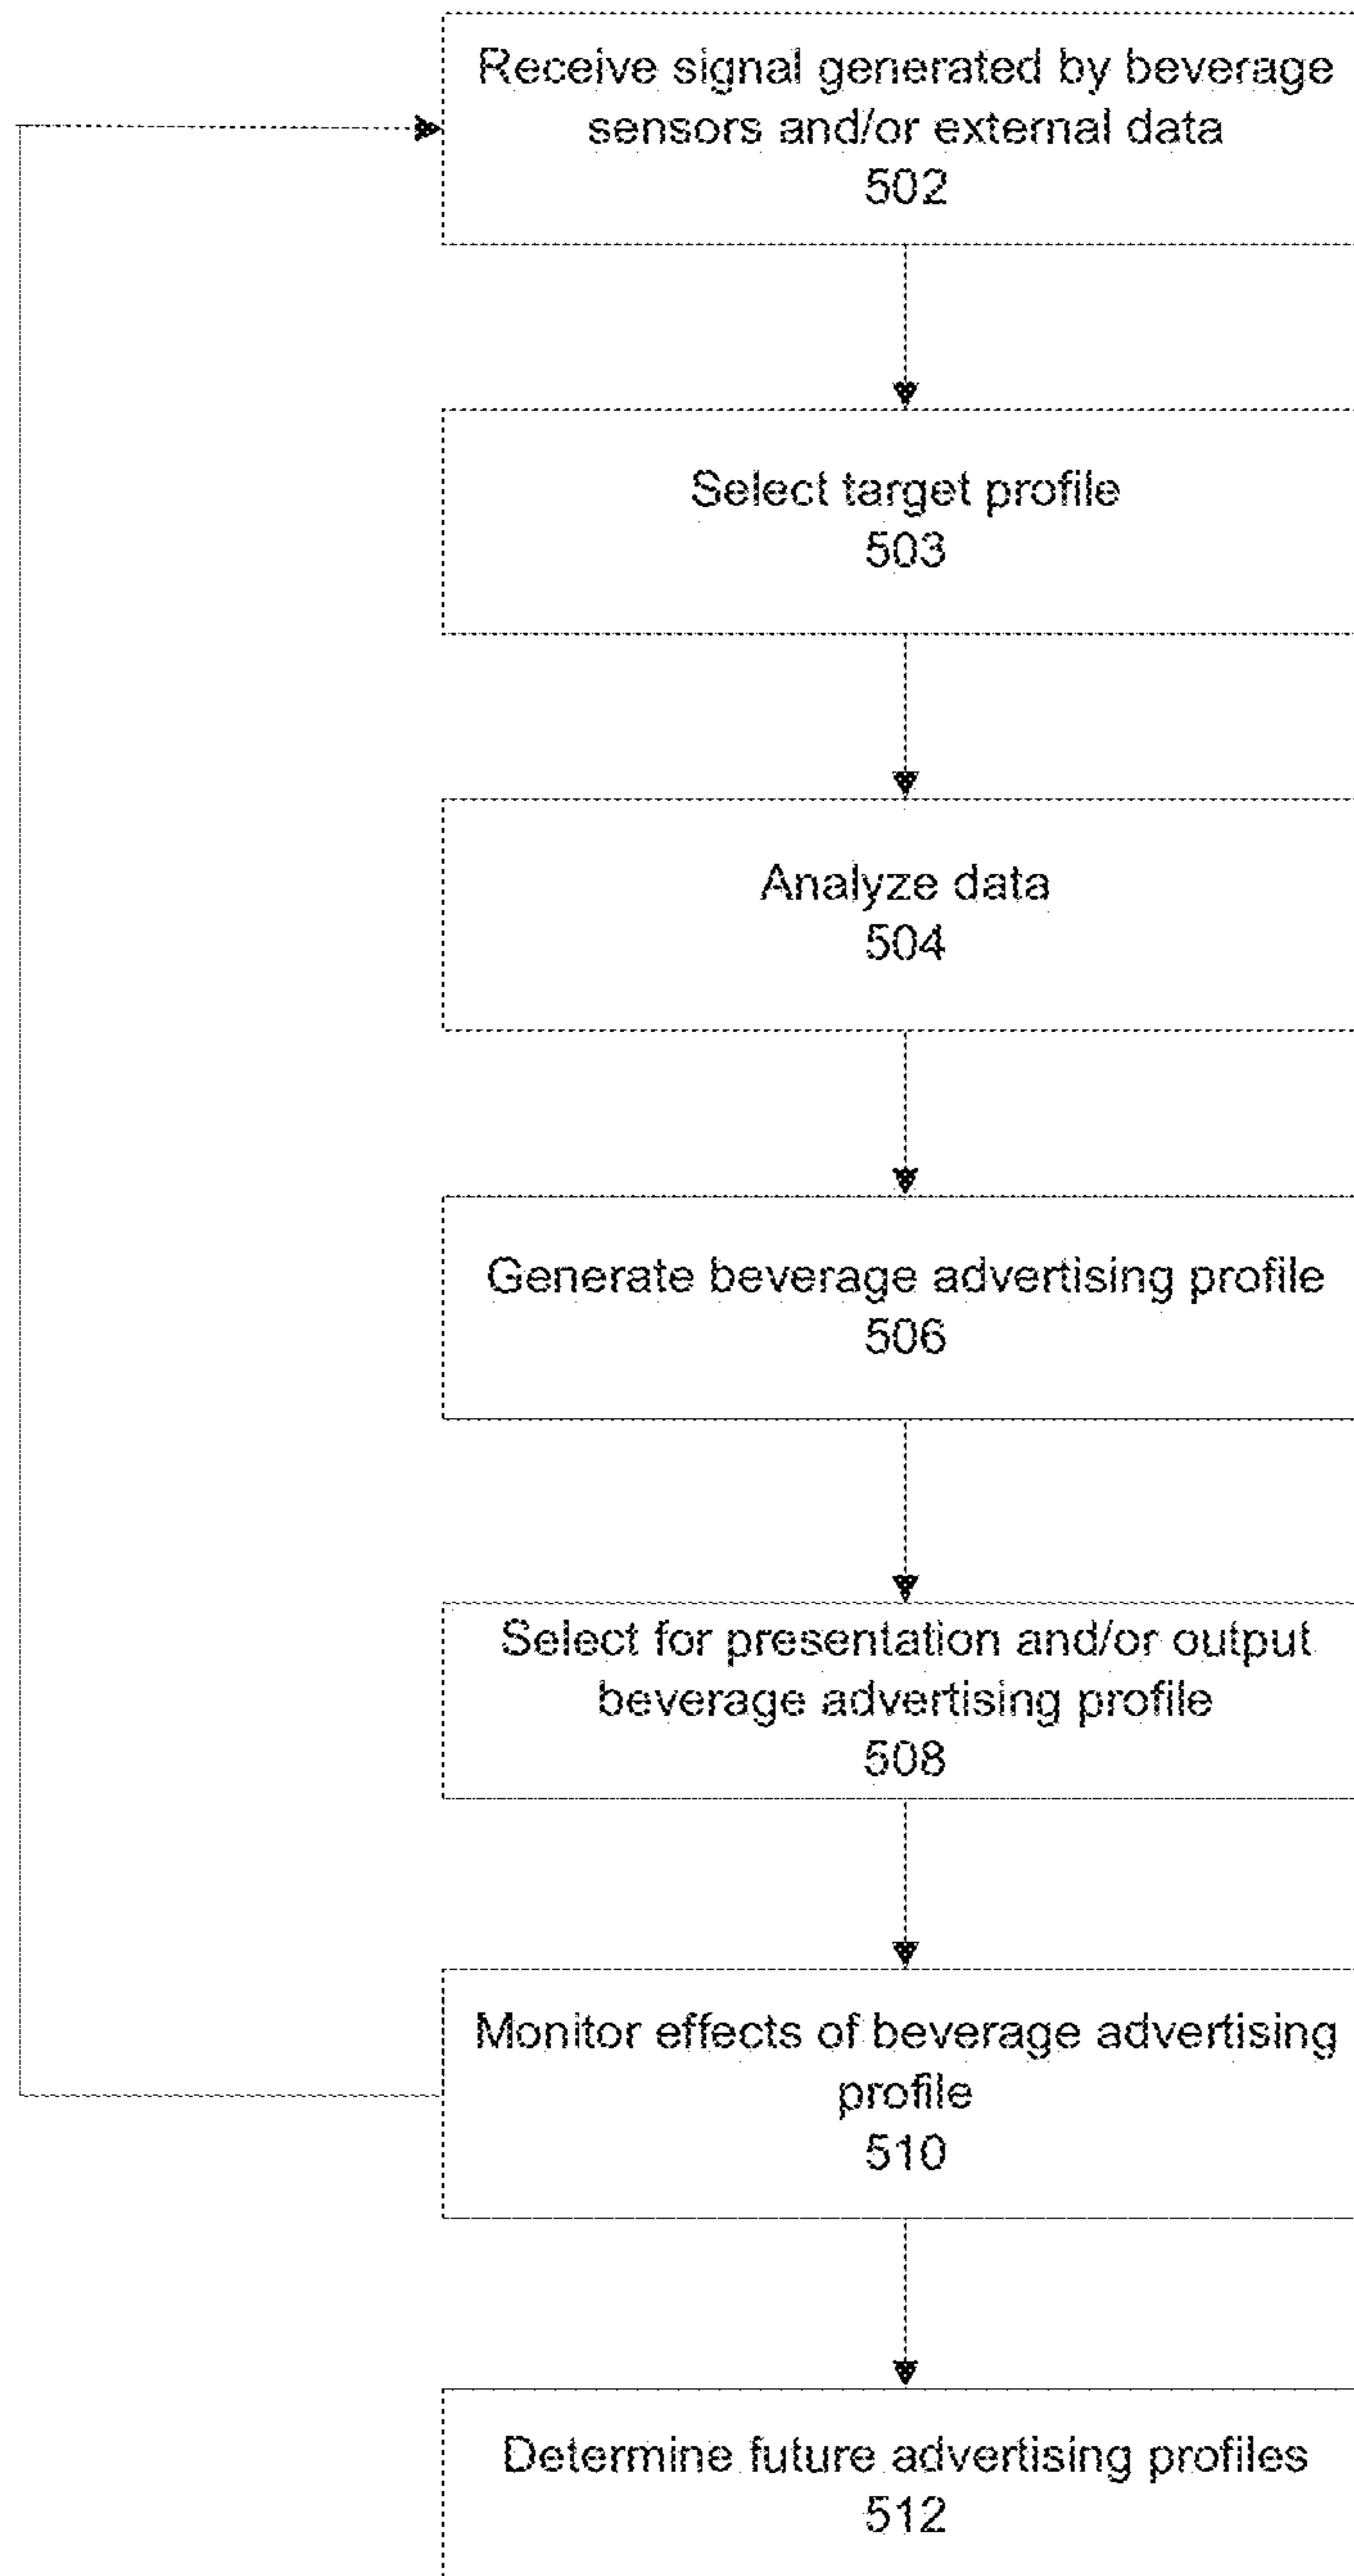 Receive signal generated by beverage
sensors and/or external data
502
Select target profile
503
Analyze data
504
Generate beverage advertising profile
506
Select for presentation and/or output
beverage advertising profile
508
Monitor effects of beverage advertising
profile
510
Determine future advertising profiles
512